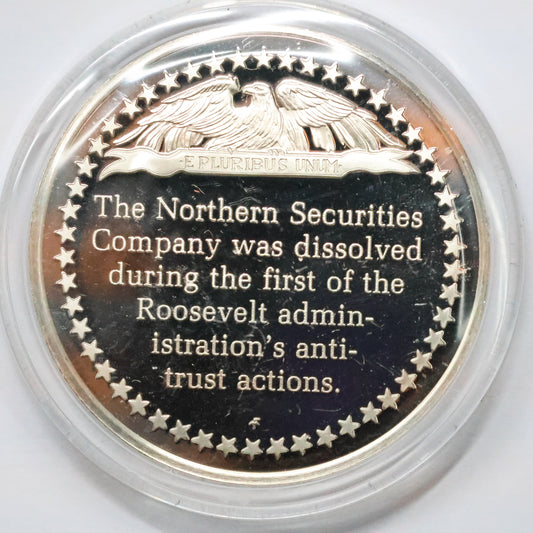 E PLURIBUS UNUM
The Northern Securities
Company was dissolved
during the first of the
Roosevelt admin-
istration's anti-
trust actions.